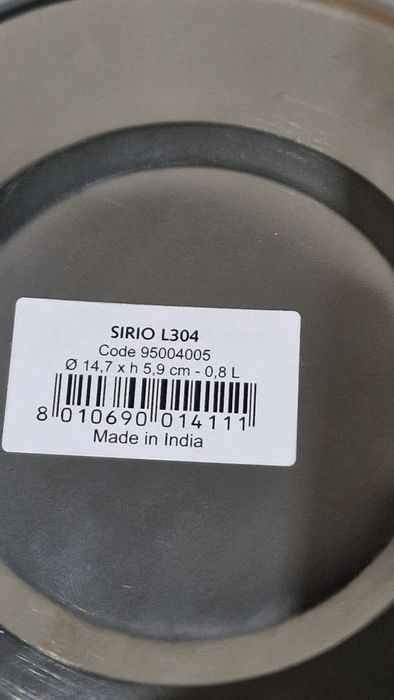 SIRIO L304
Code 95004005
Ø 14,7 x h 5,9 cm - 0,8 L
8 010690 014111
Made in India